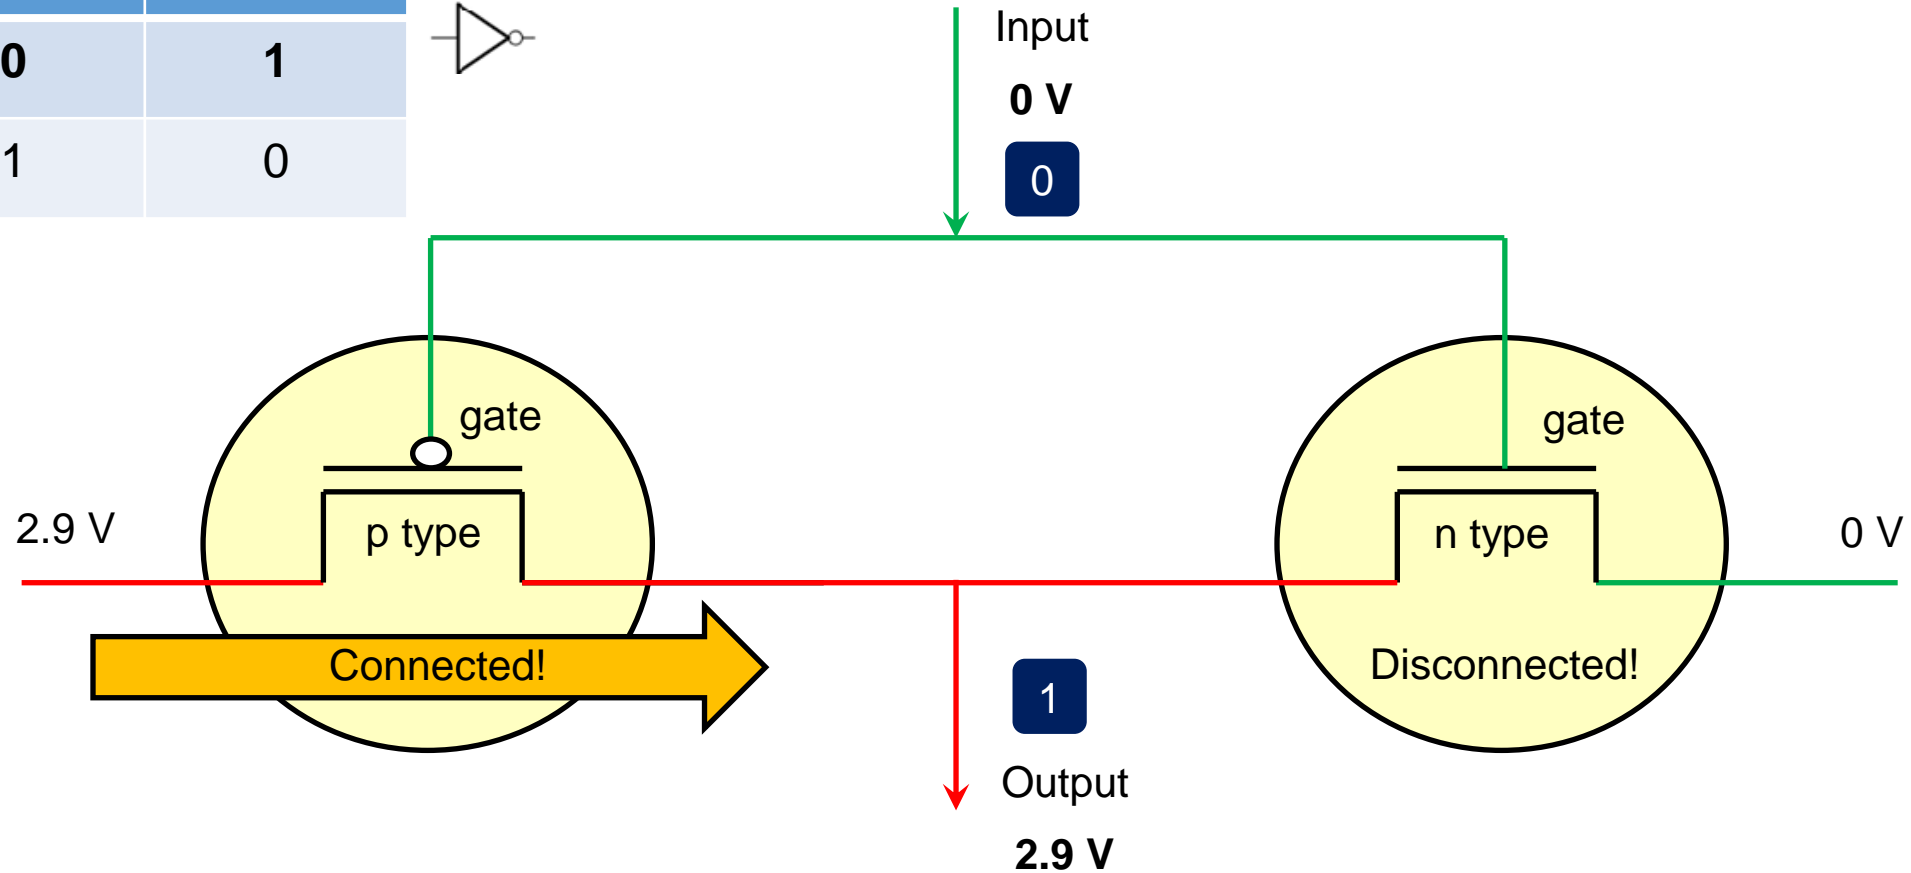 0 1
1 0
Input
0 V
0
gate
gate
2.9 V
p type
n type
0 V
Connected!
Disconnected!
1
Output
2.9 V